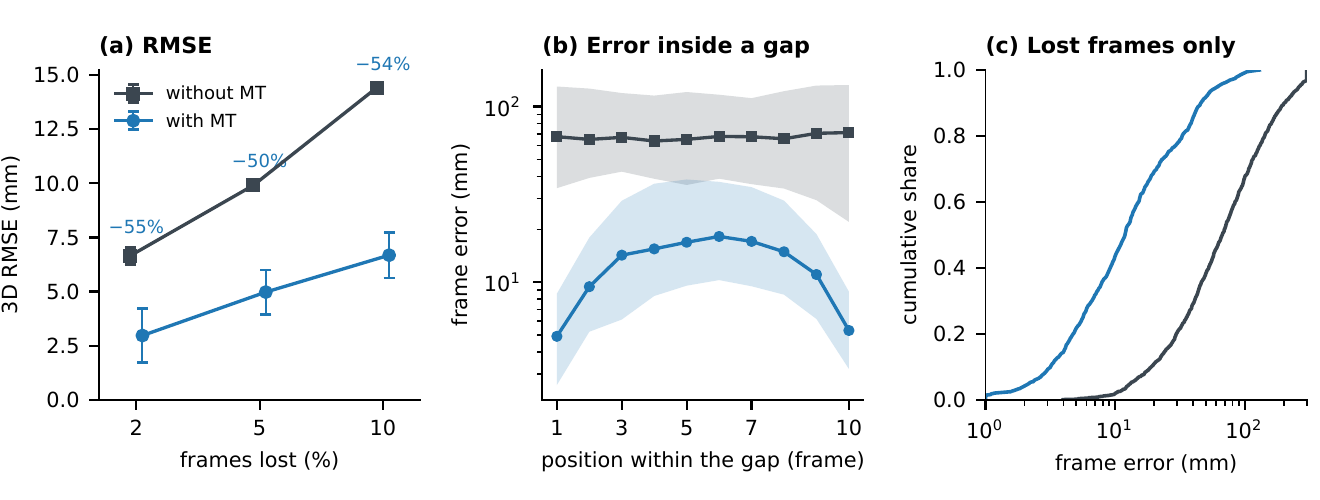 (a) RMSE
−54%
15.0
without MT
with MT
12.5
−50%
10.0
−55%
7.5
5.0
2.5
0.0
3D RMSE (mm)
2
5
10
frames lost (%)
(b) Error inside a gap
10²
10¹
frame error (mm)
1
3
5
7
10
position within the gap (frame)
(c) Lost frames only
1.0
0.8
0.6
0.4
0.2
0.0
cumulative share
10⁰
10¹
10²
frame error (mm)